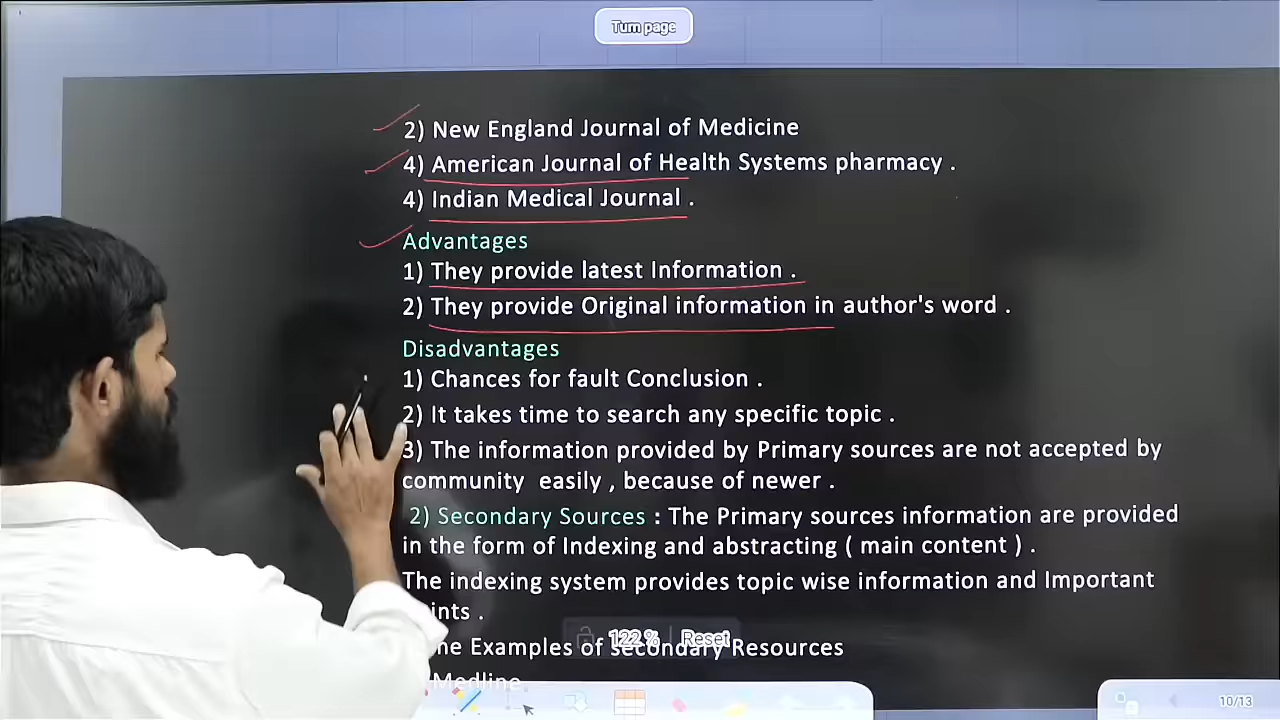 Turn page
2) New England Journal of Medicine
4) American Journal of Health Systems pharmacy .
4) Indian Medical Journal .
Advantages
1) They provide latest Information .
2) They provide Original information in author's word .
Disadvantages
1) Chances for fault Conclusion .
2) It takes time to search any specific topic .
3) The information provided by Primary sources are not accepted by
community easily , because of newer .
2) Secondary Sources : The Primary sources information are provided
in the form of Indexing and abstracting ( main content ) .
The indexing system provides topic wise information and Important
ints .
122 % Reset
Examples of secondary Resources
Medline
10/13